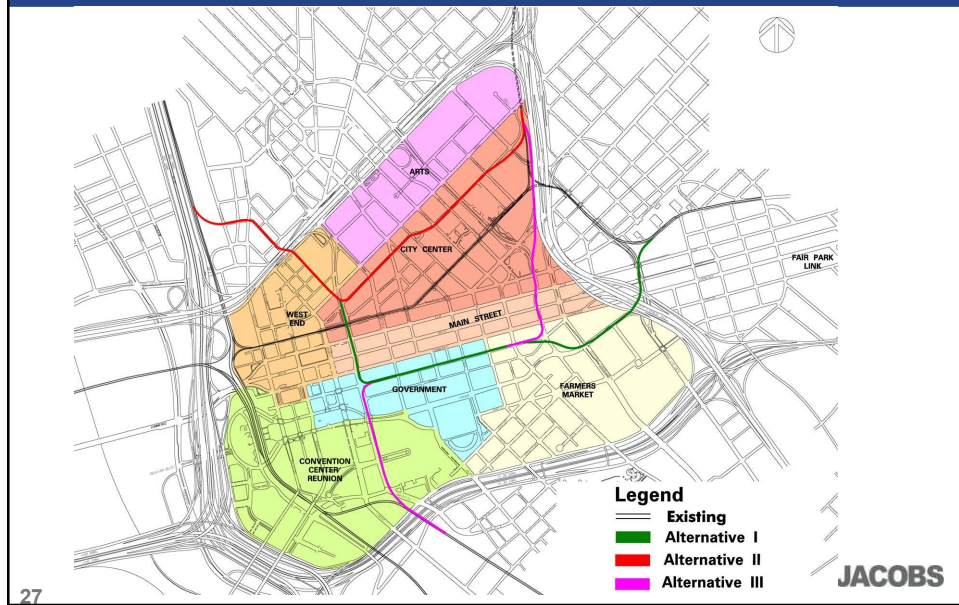 ARTS
CITY CENTER
FAIR PARK
LINK
WEST
END
MAIN STREET
GOVERNMENT
FARMERS
MARKET
CONVENTION
CENTER/
REUNION
Legend
Existing
Alternative I
Alternative II
Alternative III
JACOBS
27